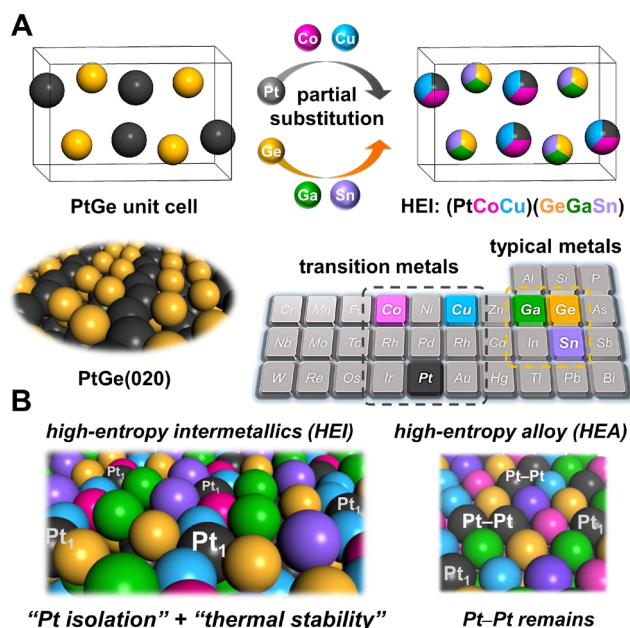 A
Co Cu
Pt
partial
substitution
Ge
Ga Sn
PtGe unit cell
HEI: (PtCoCu)(GeGaSn)
PtGe(020)
transition metals
typical metals
Al Si P
Cr Mn Fe Co Ni Cu Zn Ga Ge As
Nb Mo Tc Rh Pd Rh Cd In Sn Sb
W Re Os Ir Pt Au Hg Tl Pb Bi
B
high-entropy intermetallics (HEI)
Pt₁ Pt₁
Pt₁
Pt₁ Pt₁
“Pt isolation” + “thermal stability”
high-entropy alloy (HEA)
Pt–Pt
Pt–Pt Pt₁
Pt₁
Pt–Pt remains